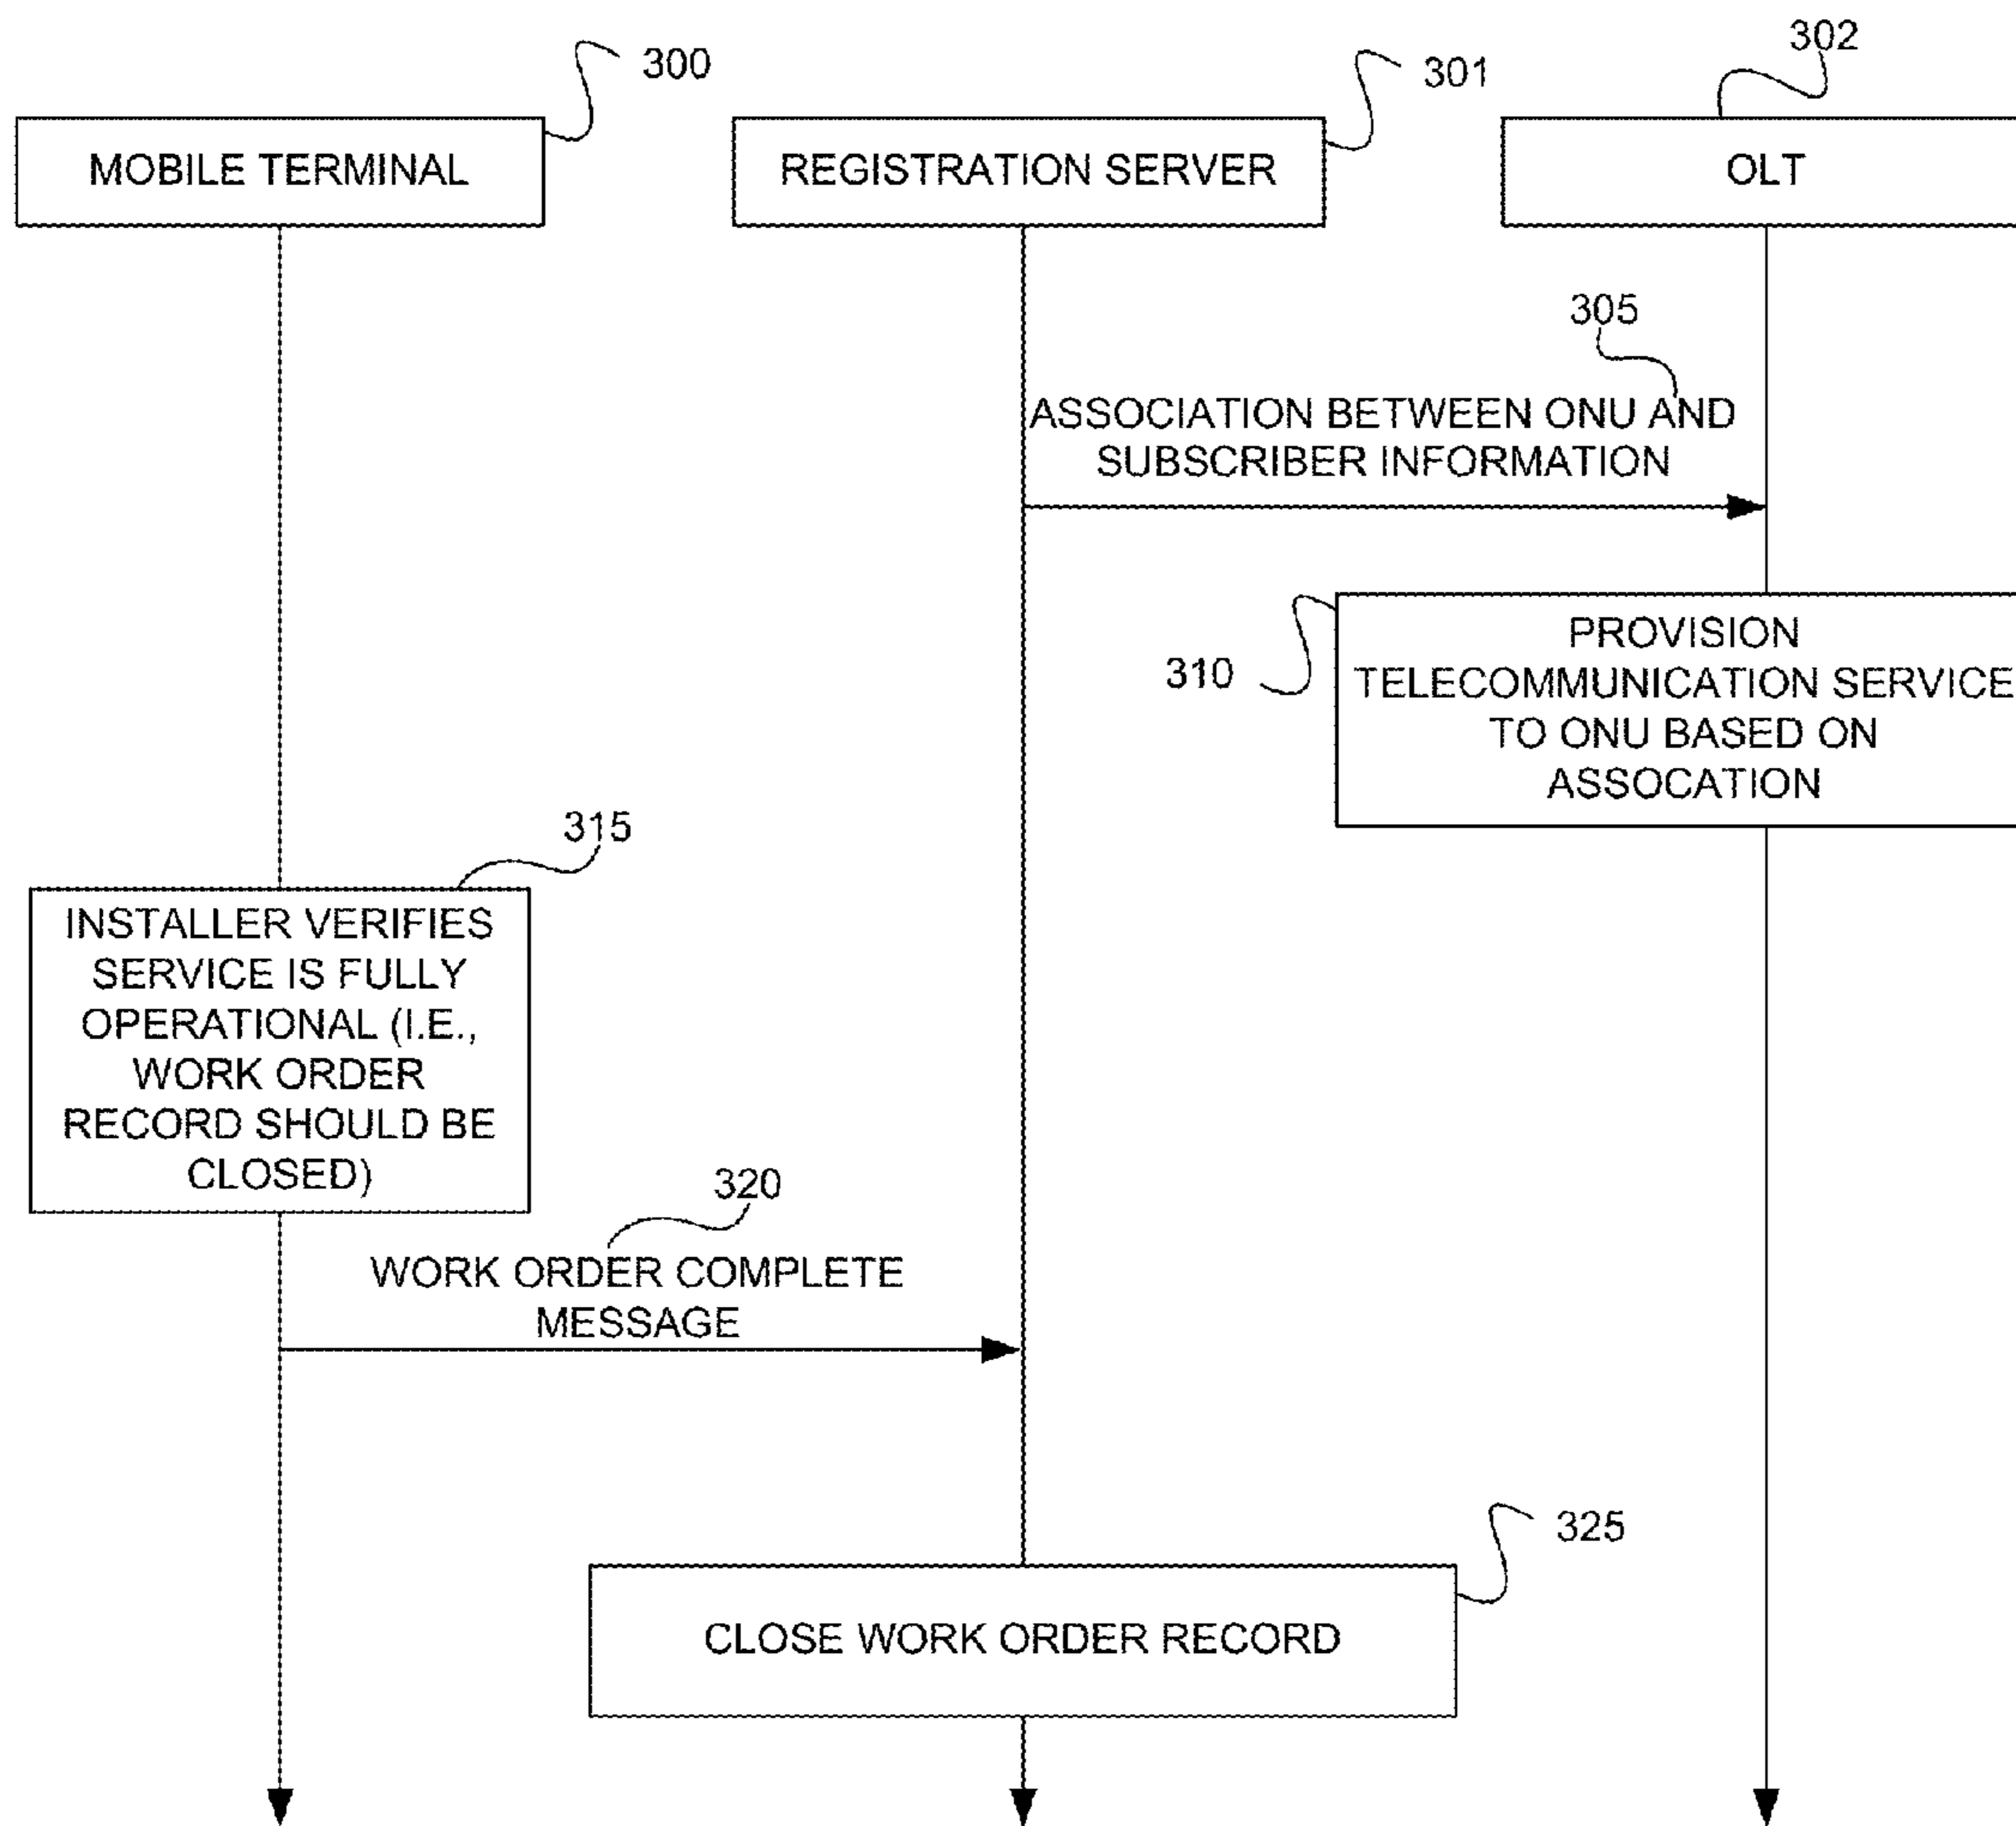 300
301
302
MOBILE TERMINAL
REGISTRATION SERVER
OLT
305
ASSOCIATION BETWEEN ONU AND
SUBSCRIBER INFORMATION
310
PROVISION
TELECOMMUNICATION SERVICE
TO ONU BASED ON
ASSOCATION
315
INSTALLER VERIFIES
SERVICE IS FULLY
OPERATIONAL (I.E.,
WORK ORDER
RECORD SHOULD BE
CLOSED)
320
WORK ORDER COMPLETE
MESSAGE
325
CLOSE WORK ORDER RECORD